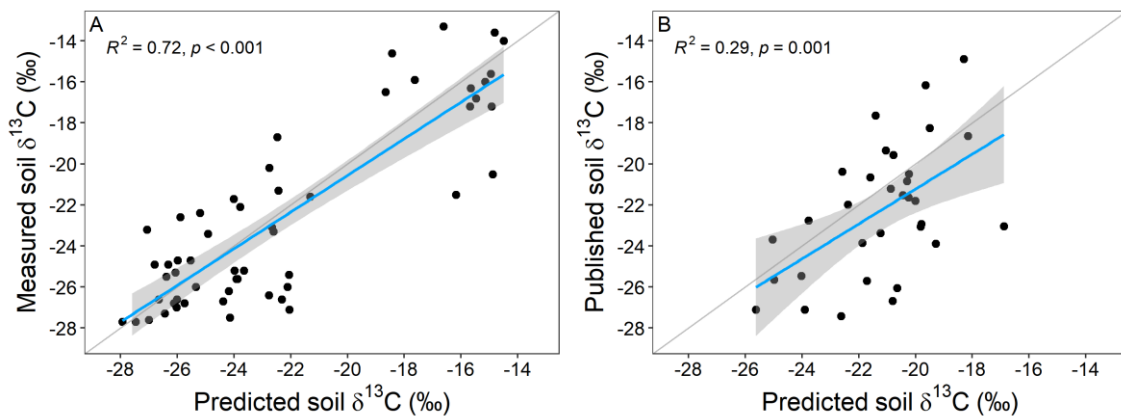 A
R² = 0.72, p < 0.001
Measured soil δ¹³C (‰)
-14
-16
-18
-20
-22
-24
-26
-28
-28 -26 -24 -22 -20 -18 -16 -14
Predicted soil δ¹³C (‰)
B
R² = 0.29, p = 0.001
Published soil δ¹³C (‰)
-14
-16
-18
-20
-22
-24
-26
-28
-28 -26 -24 -22 -20 -18 -16 -14
Predicted soil δ¹³C (‰)